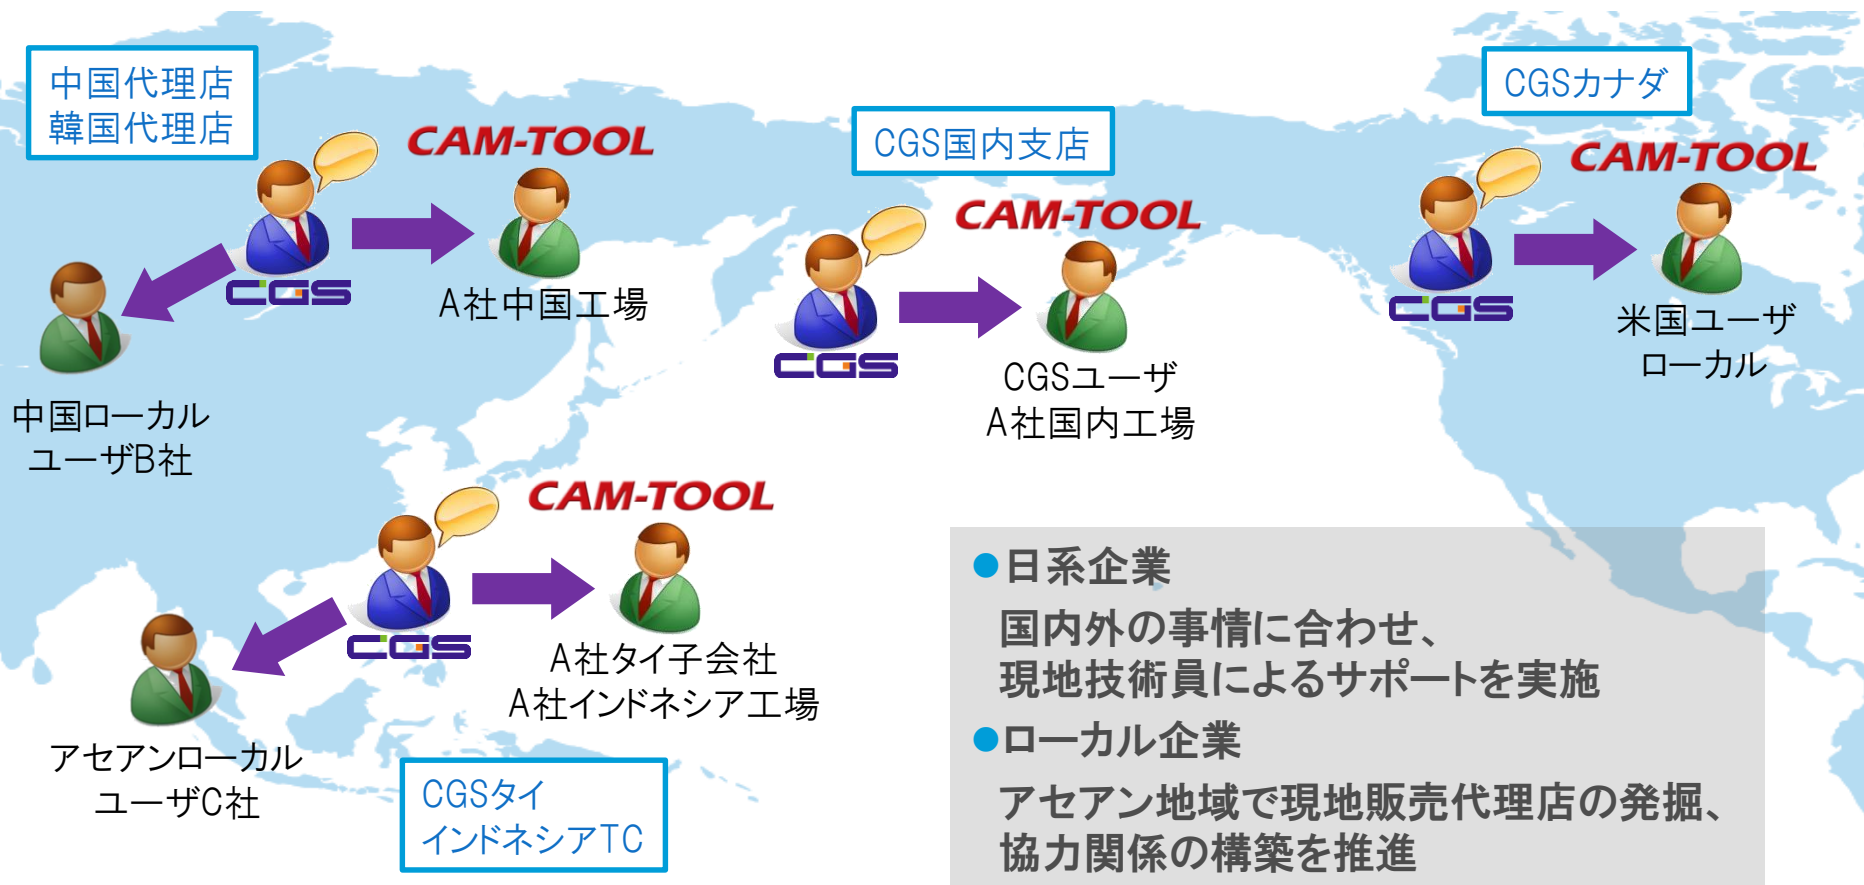 中国代理店
韓国代理店
CAM-TOOL
CGS
A社中国工場
中国ローカル
ユーザB社
CGS国内支店
CAM-TOOL
CGS
CGSユーザ
A社国内工場
CGSカナダ
CAM-TOOL
CGS
米国ユーザ
ローカル
CAM-TOOL
CGS
A社タイ子会社
A社インドネシア工場
アセアンローカル
ユーザC社
CGSタイ
インドネシアTC
●日系企業
国内外の事情に合わせ、
現地技術員によるサポートを実施
●ローカル企業
アセアン地域で現地販売代理店の発掘、
協力関係の構築を推進